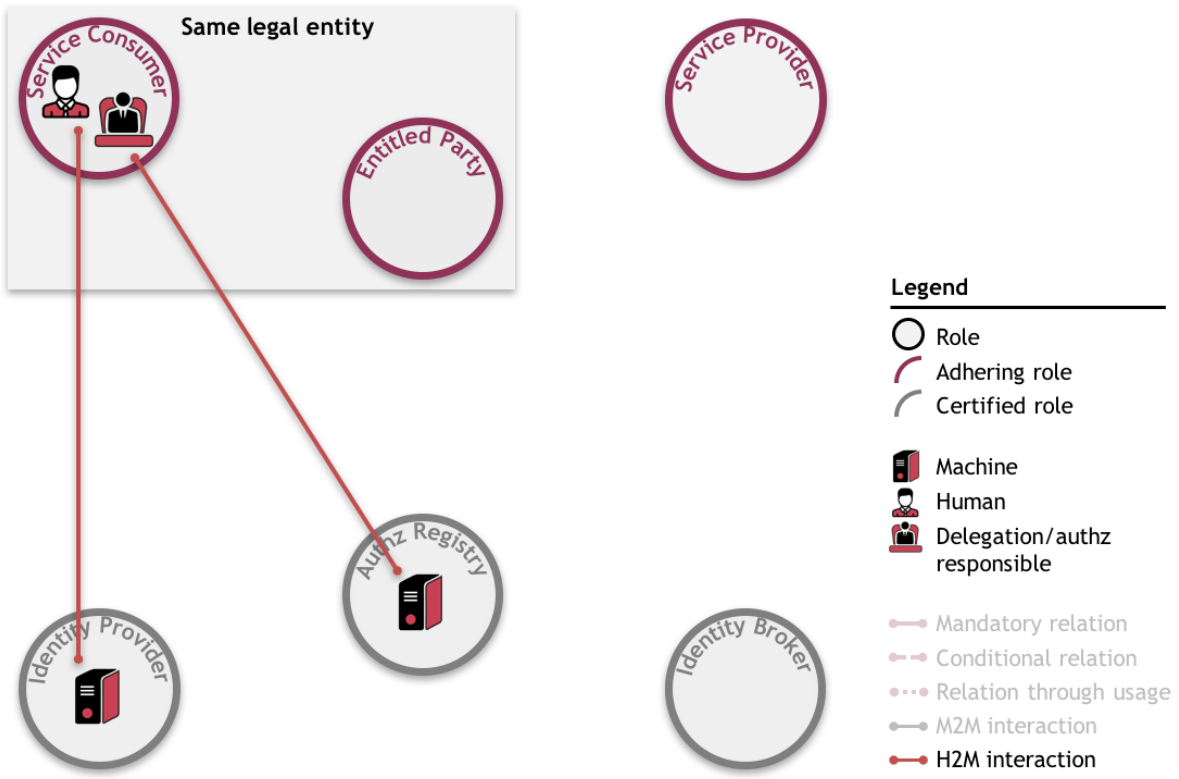 Same legal entity
Service Consumer
Service Provider
Entitled Party
Legend
Role
Adhering role
Certified role
Machine
Human
Delegation/authz
responsible
Authz Registry
Identity Provider
Identity Broker
Mandatory relation
Conditional relation
Relation through usage
M2M interaction
H2M interaction